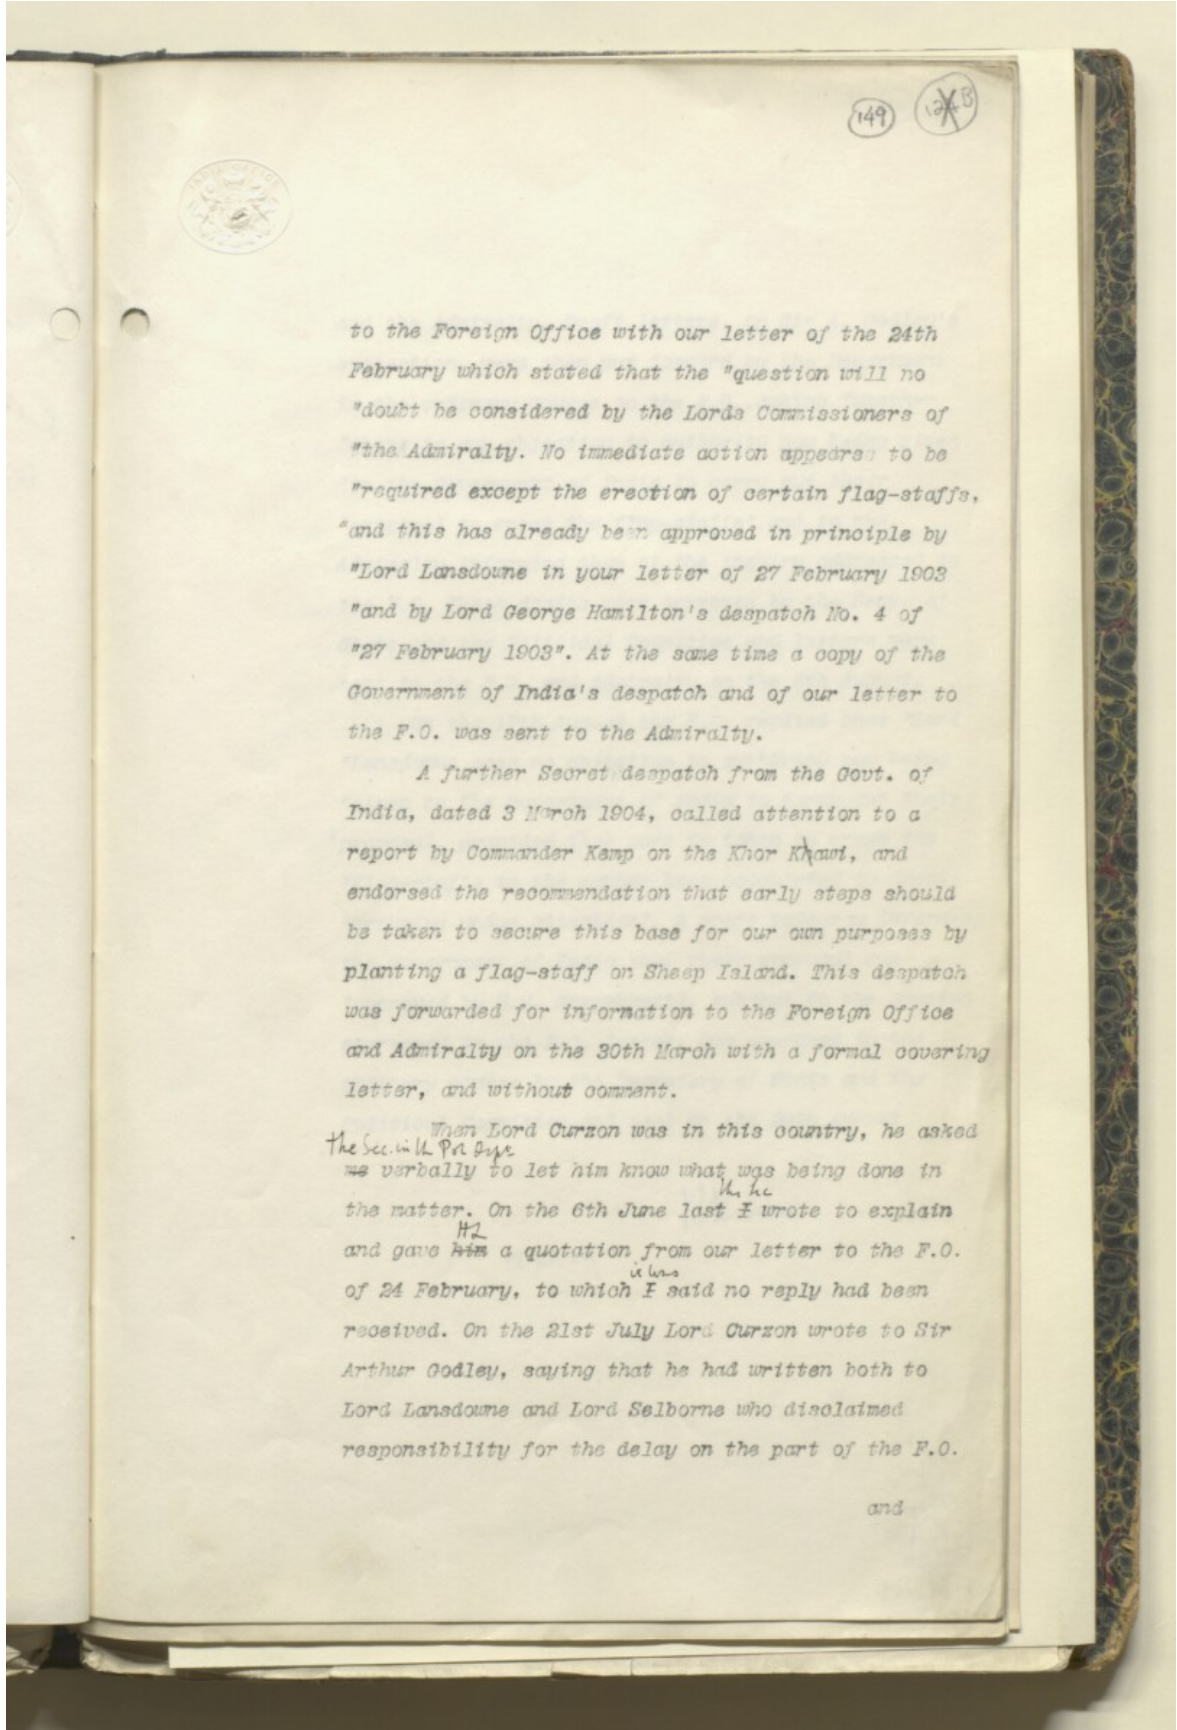 149
INDIA OFFICE
to the Foreign Office with our letter of the 24th
February which stated that the "question will no
"doubt be considered by the Lords Commissioners of
"the Admiralty. No immediate action appears to be
"required except the erection of certain flag-staffs,
"and this has already been approved in principle by
"Lord Lansdowne in your letter of 27 February 1903
"and by Lord George Hamilton's despatch No. 4 of
"27 February 1903". At the same time a copy of the
Government of India's despatch and of our letter to
the F.O. was sent to the Admiralty.
A further Secret despatch from the Govt. of
India, dated 3 March 1904, called attention to a
report by Commander Kemp on the Khor Khawi, and
endorsed the recommendation that early steps should
be taken to secure this base for our own purposes by
planting a flag-staff on Sheep Island. This despatch
was forwarded for information to the Foreign Office
and Admiralty on the 30th March with a formal covering
letter, and without comment.
When Lord Curzon was in this country, he asked
the Sec. in th Pol Dept
me verbally to let him know what was being done in
the matter. On the 6th June last I wrote to explain
and gave him a quotation from our letter to the F.O.
it was
of 24 February, to which I said no reply had been
received. On the 21st July Lord Curzon wrote to Sir
Arthur Godley, saying that he had written both to
Lord Lansdowne and Lord Selborne who disclaimed
responsibility for the delay on the part of the F.O.
and